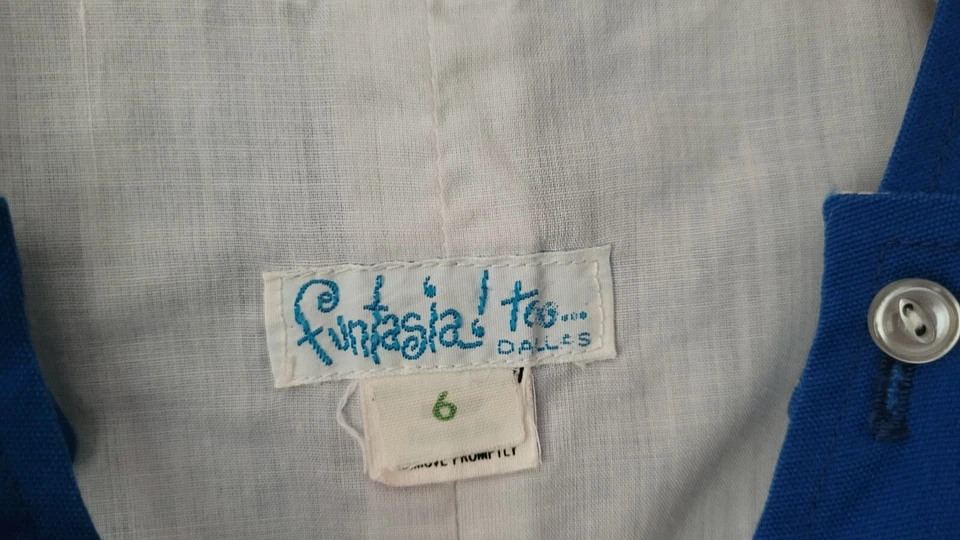 funtasia! too...
DALLAS
6
REMOVE PROMPTLY